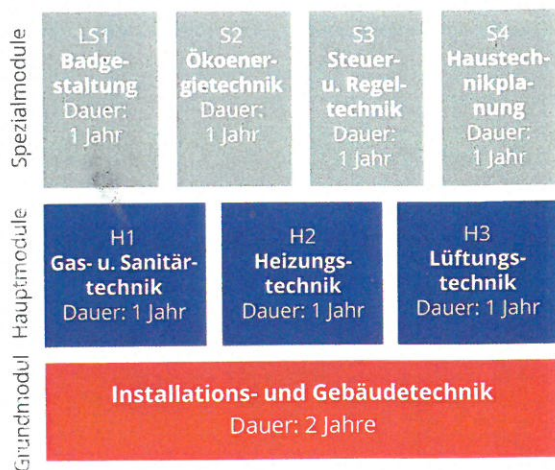 Spezialmodule
LS1
Badge-
staltung
Dauer:
1 Jahr
S2
Ökoener-
gietechnik
Dauer:
1 Jahr
S3
Steuer-
u. Regel-
technik
Dauer:
1 Jahr
S4
Haustech-
nikpla-
nung
Dauer:
1 Jahr
Hauptmodule
H1
Gas- u. Sanitär-
technik
Dauer: 1 Jahr
H2
Heizungs-
technik
Dauer: 1 Jahr
H3
Lüftungs-
technik
Dauer: 1 Jahr
Grundmodul
Installations- und Gebäudetechnik
Dauer: 2 Jahre